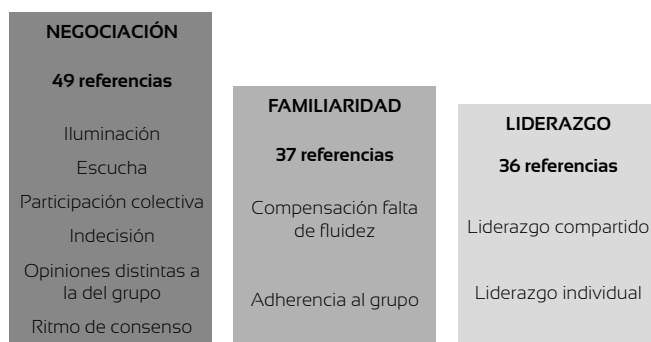 NEGOCIACIÓN
49 referencias
Iluminación
Escucha
Participación colectiva
Indecisión
Opiniones distintas a
la del grupo
Ritmo de consenso
FAMILIARIDAD
37 referencias
Compensación falta
de fluidez
Adherencia al grupo
LIDERAZGO
36 referencias
Liderazgo compartido
Liderazgo individual